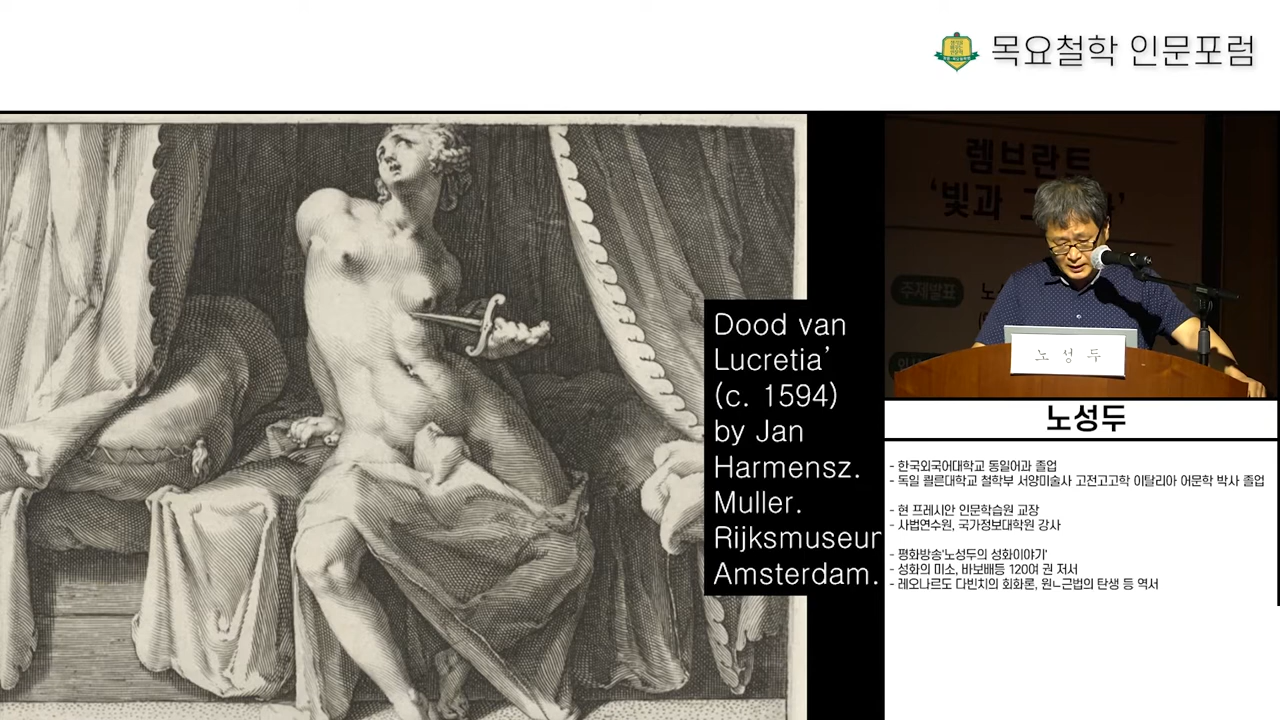 목요철학 인문포럼
렘브란트
'빛과 그
주제발표
노성두
Dood van
Lucretia’
(c. 1594)
by Jan
Harmensz.
Muller.
Rijksmuseum
Amsterdam.
노성두
- 한국외국어대학교 동일어과 졸업
- 독일 쾰른대학교 철학부 서양미술사 고전고고학 이탈리아 어문학 박사 졸업
- 현 프레시안 인문학습원 교장
- 사법연수원, 국가정보대학원 강사
- 평화방송'노성두의 성화이야기'
- 성화의 미소, 바보배등 120여 권 저서
- 레오나르도 다빈치의 회화론, 원ㄴ근법의 탄생 등 역서